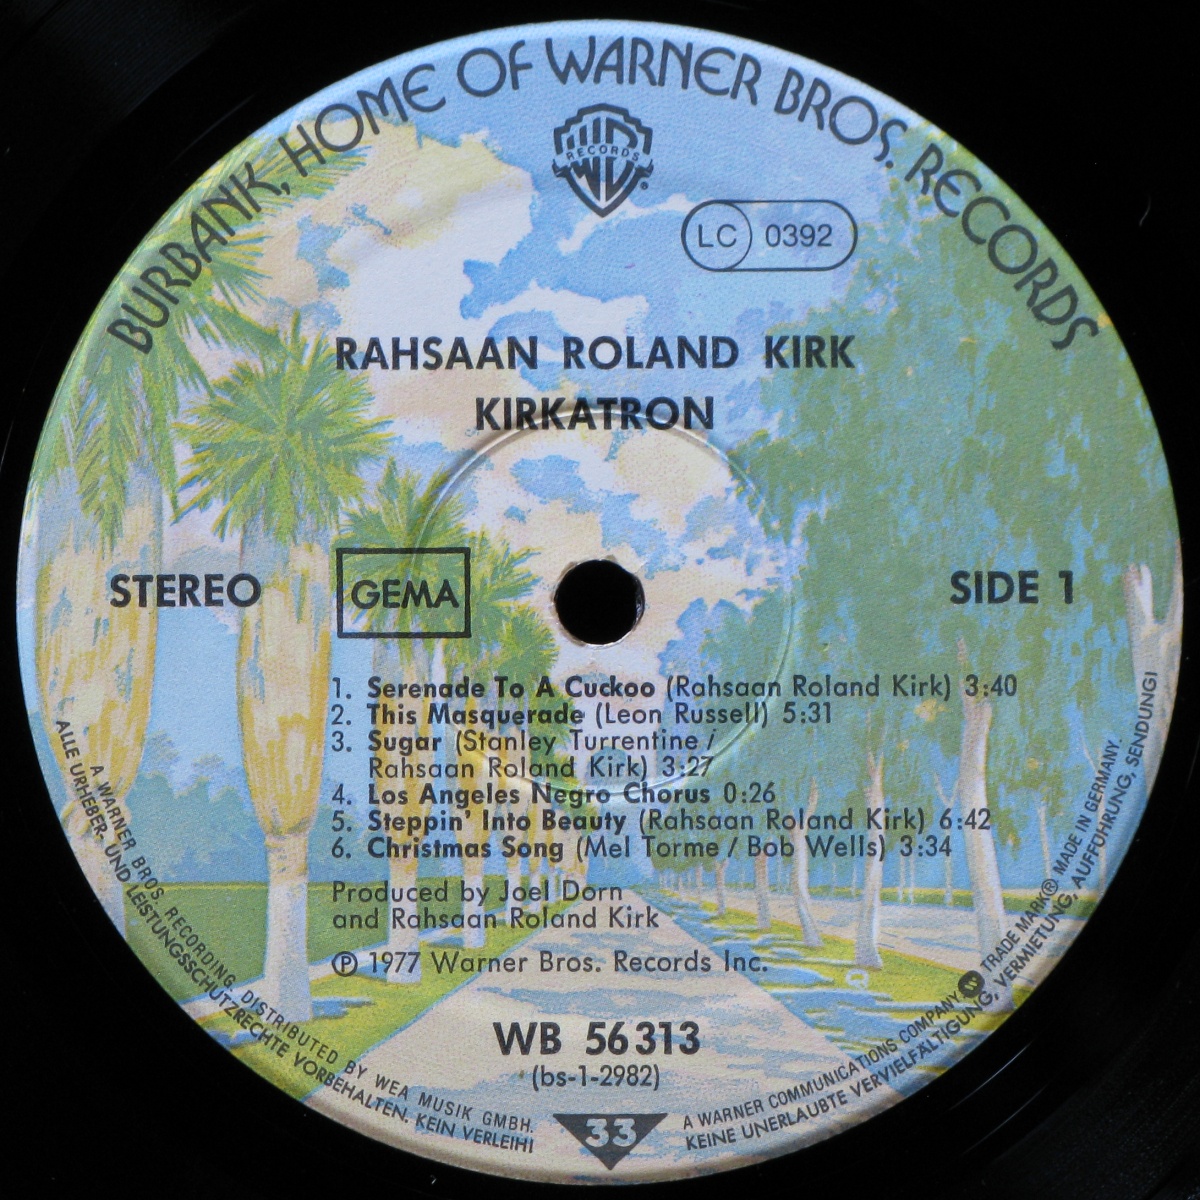 BURBANK, HOME OF WARNER BROS. RECORDS
WB
RECORDS
®
LC 0392
RAHSAAN ROLAND KIRK
KIRKATRON
STEREO
GEMA
SIDE 1
1. Serenade To A Cuckoo (Rahsaan Roland Kirk) 3:40
2. This Masquerade (Leon Russell) 5:31
3. Sugar (Stanley Turrentine /
Rahsaan Roland Kirk) 3:27
4. Los Angeles Negro Chorus 0:26
5. Steppin' Into Beauty (Rahsaan Roland Kirk) 6:42
6. Christmas Song (Mel Torme / Bob Wells) 3:34
Produced by Joel Dorn
and Rahsaan Roland Kirk
℗ 1977 Warner Bros. Records Inc.
WB 56 313
(bs-1-2982)
33
A WARNER BROS. RECORDING. DISTRIBUTED BY WEA MUSIK GMBH.
A WARNER COMMUNICATIONS COMPANY TRADE MARK® MADE IN GERMANY.
ALLE URHEBER- UND LEISTUNGSSCHUTZRECHTE VORBEHALTEN. KEIN VERLEIH!
KEINE UNERLAUBTE VERVIELFÄLTIGUNG, VERMIETUNG, AUFFÜHRUNG, SENDUNG!